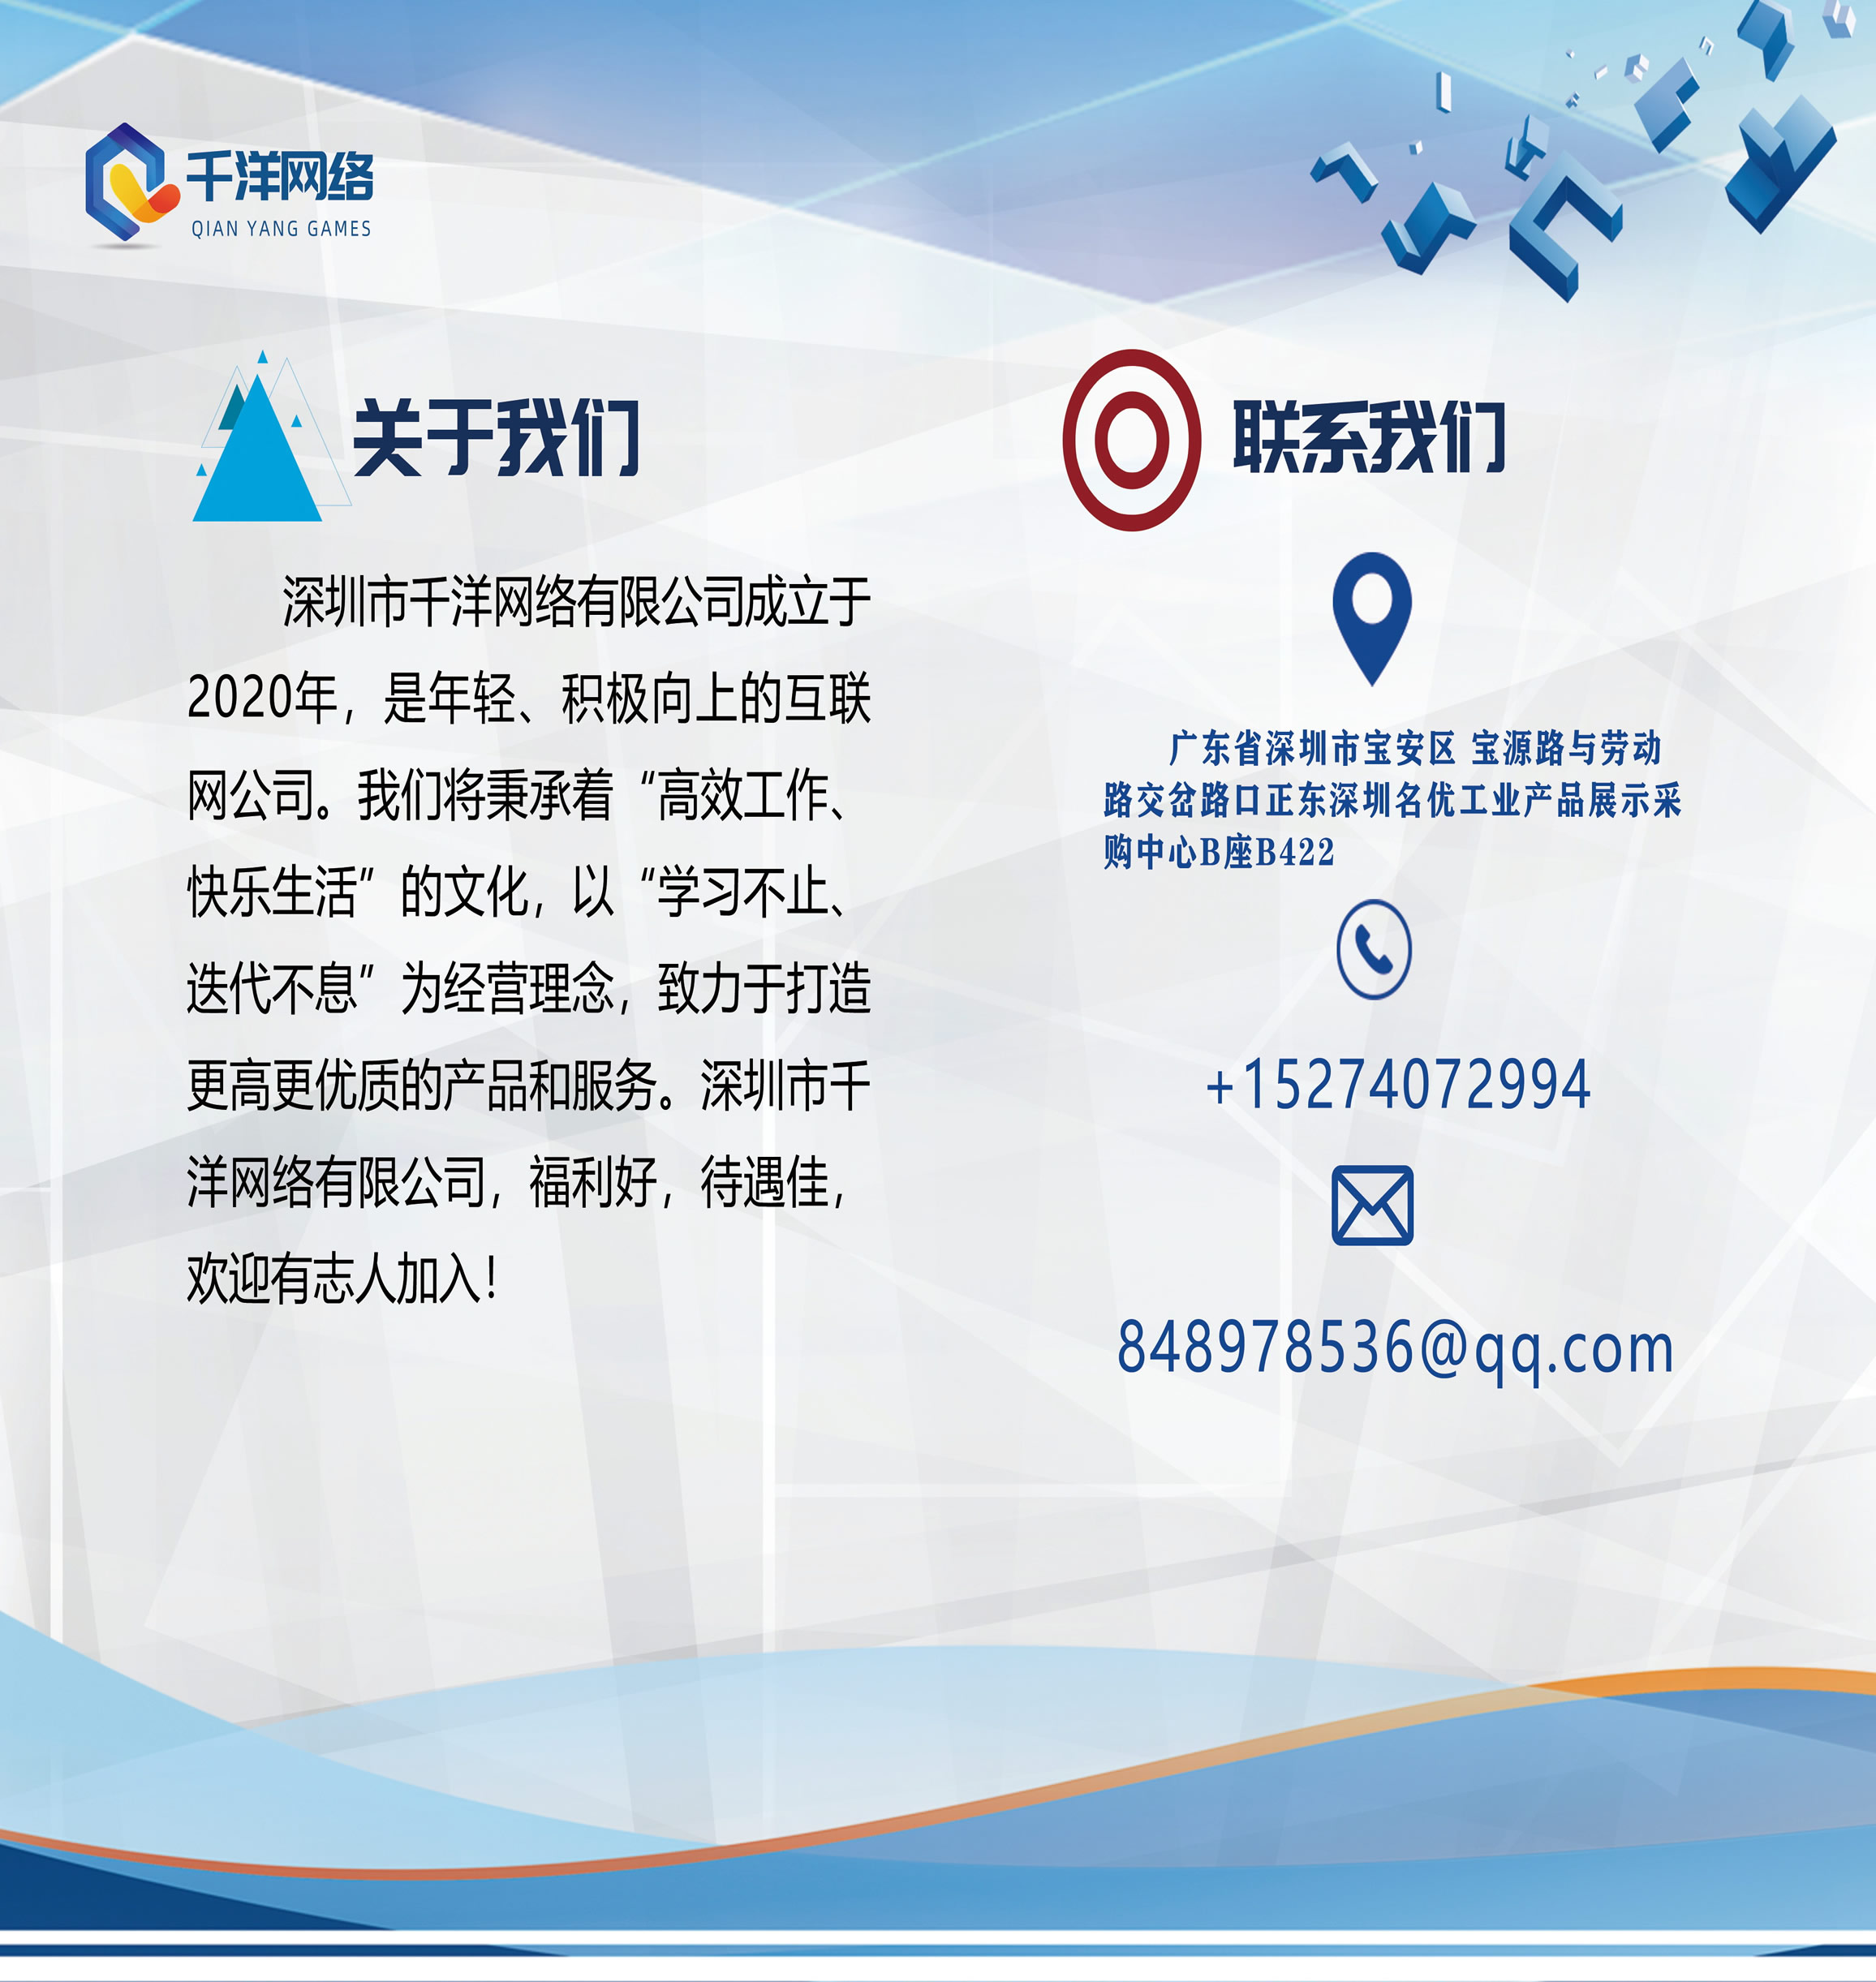 千洋网络
QIAN YANG GAMES
关于我们
深圳市千洋网络有限公司成立于
2020年，是年轻、积极向上的互联
网公司。我们将秉承着“高效工作、
快乐生活”的文化，以“学习不止、
迭代不息”为经营理念，致力于打造
更高更优质的产品和服务。深圳市千
洋网络有限公司，福利好，待遇佳，
欢迎有志人加入！
联系我们
广东省深圳市宝安区 宝源路与劳动
路交岔路口正东深圳名优工业产品展示采
购中心B座B422
+15274072994
848978536@qq.com